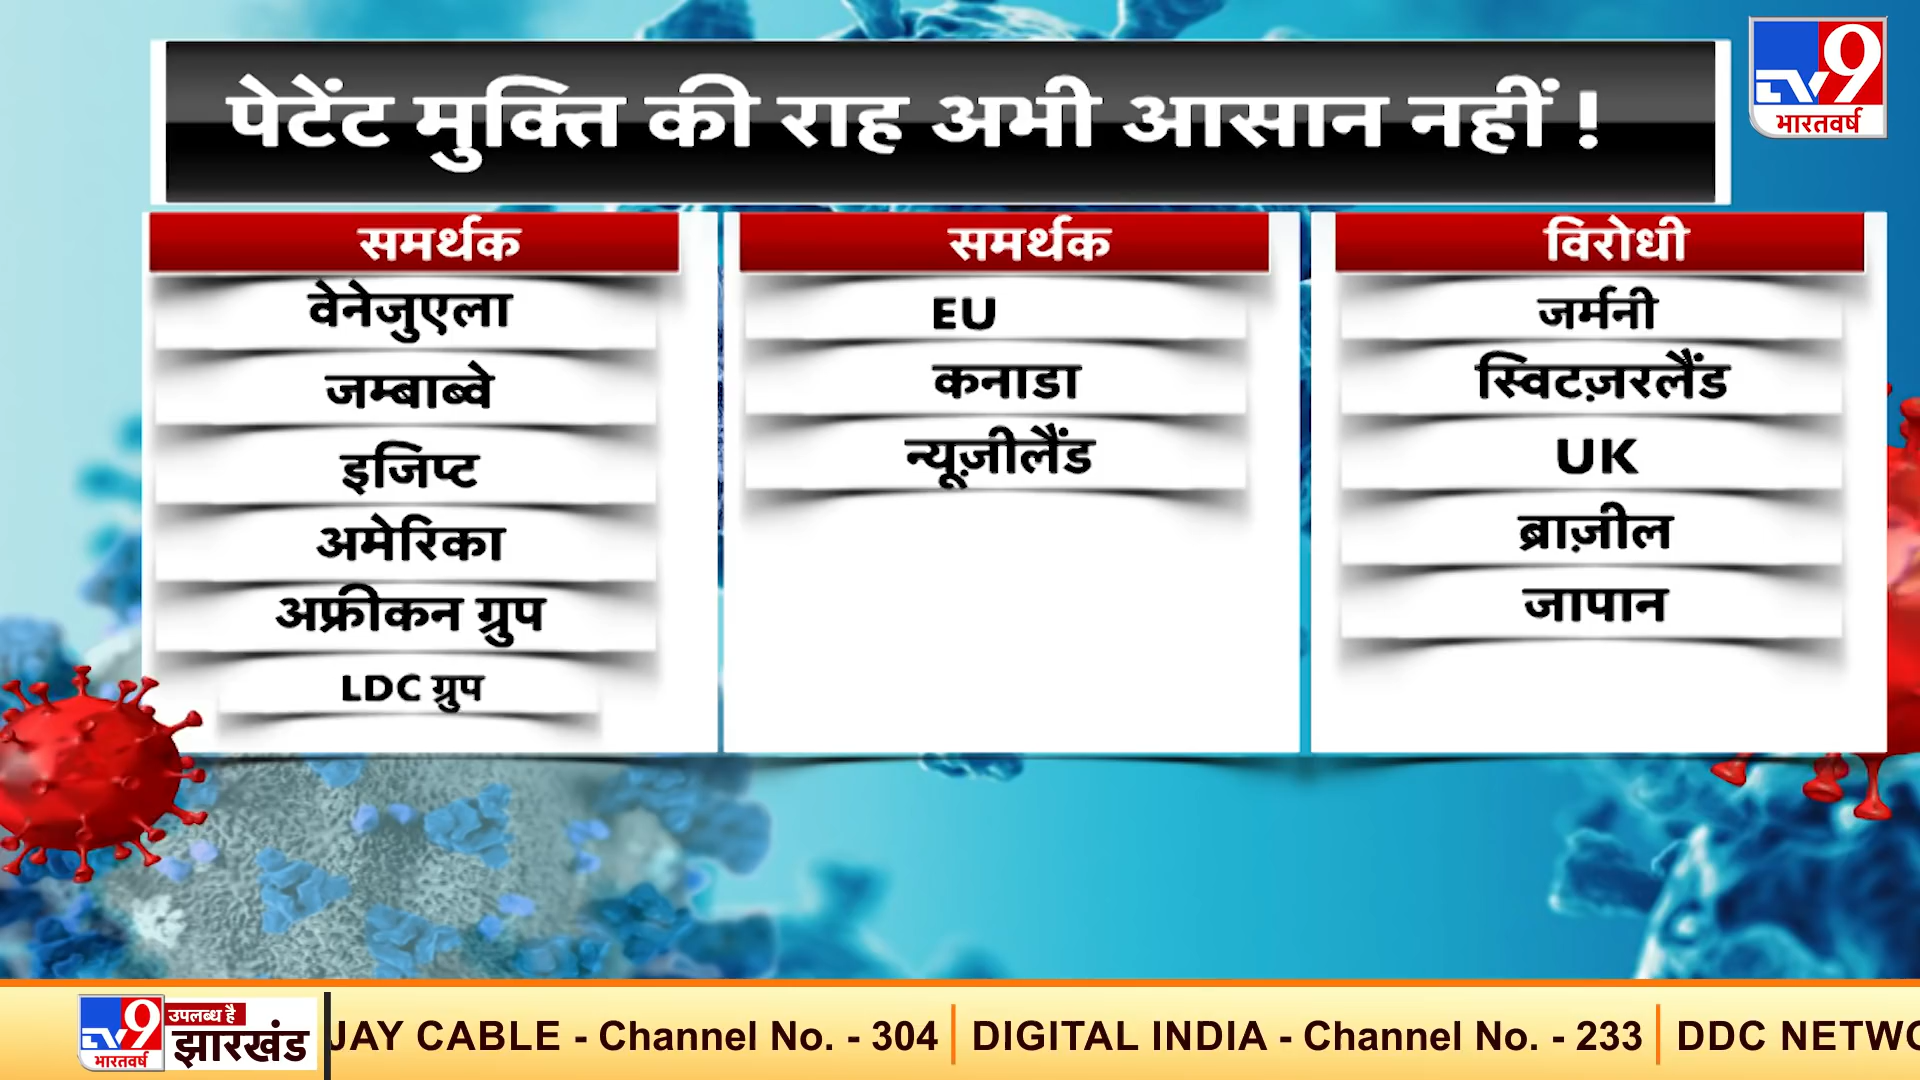 पेटेंट मुक्ति की राह अभी आसान नहीं !
TV9
भारतवर्ष
समर्थक
वेनेजुएला
जम्बाब्वे
इजिप्ट
अमेरिका
अफ्रीकन ग्रुप
LDC ग्रुप
समर्थक
EU
कनाडा
न्यूज़ीलैंड
विरोधी
जर्मनी
स्विटज़रलैंड
UK
ब्राज़ील
जापान
TV9
भारतवर्ष
उपलब्ध है
झारखंड
JAY CABLE - Channel No. - 304 | DIGITAL INDIA - Channel No. - 233 | DDC